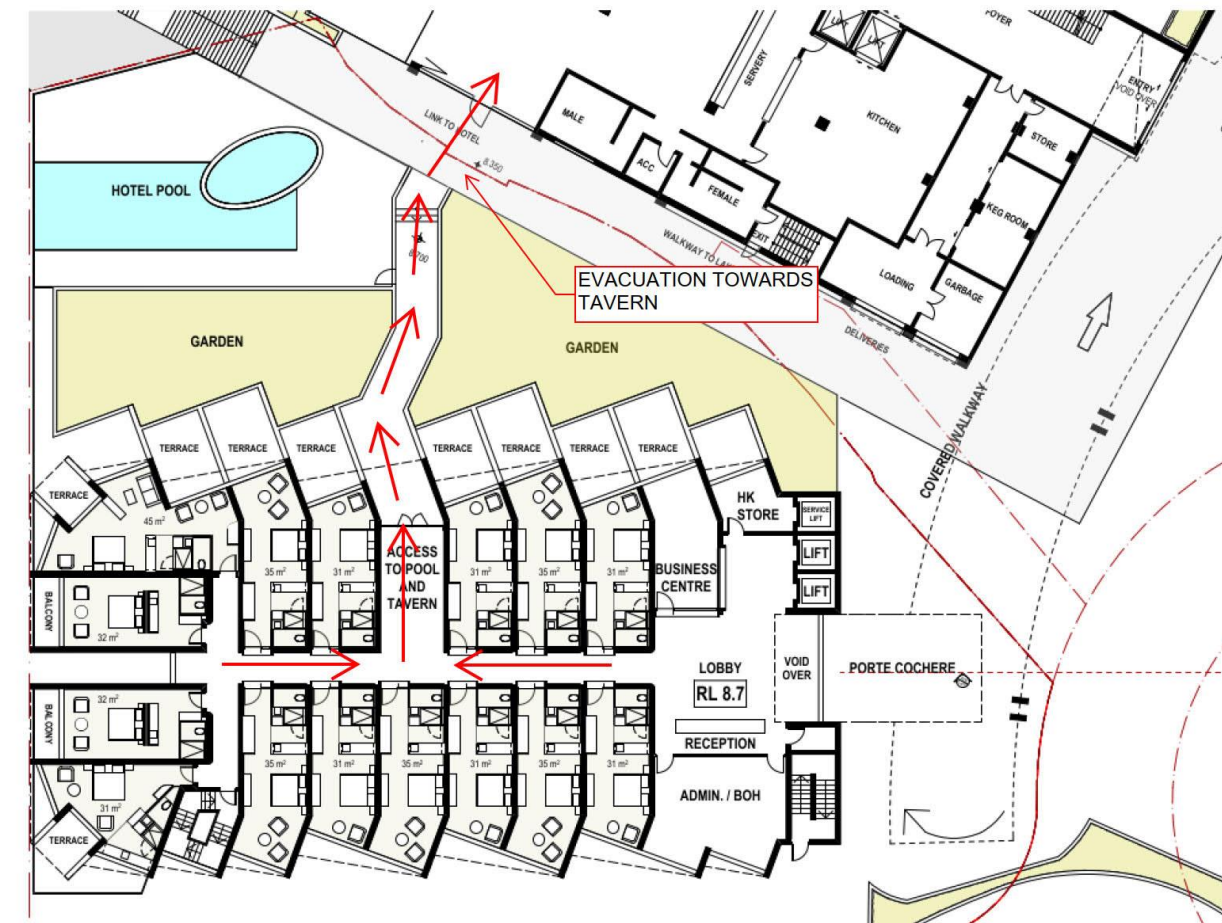 FOYER
LIFT
LIFT
SERVERY
ENTRY
VOID OVER
LINK TO HOTEL
MALE
KITCHEN
STORE
ACC
8.350
FEMALE
KEG ROOM
HOTEL POOL
EXIT
WALKWAY TO
8.700
LOADING
GARBAGE
EVACUATION TOWARDS
TAVERN
DELIVERIES
GARDEN
GARDEN
COVERED WALKWAY
TERRACE
TERRACE
TERRACE
TERRACE
TERRACE
TERRACE
TERRACE
TERRACE
45 m²
HK
STORE
SERVICE
LIFT
LIFT
LIFT
ACCESS
TO POOL
AND
TAVERN
35 m²
31 m²
31 m²
35 m²
31 m²
BUSINESS
CENTRE
BALCONY
32 m²
LOBBY
RL 8.7
VOID
OVER
PORTE COCHERE
BALCONY
32 m²
RECEPTION
35 m²
31 m²
35 m²
31 m²
35 m²
31 m²
ADMIN. / BOH
31 m²
TERRACE